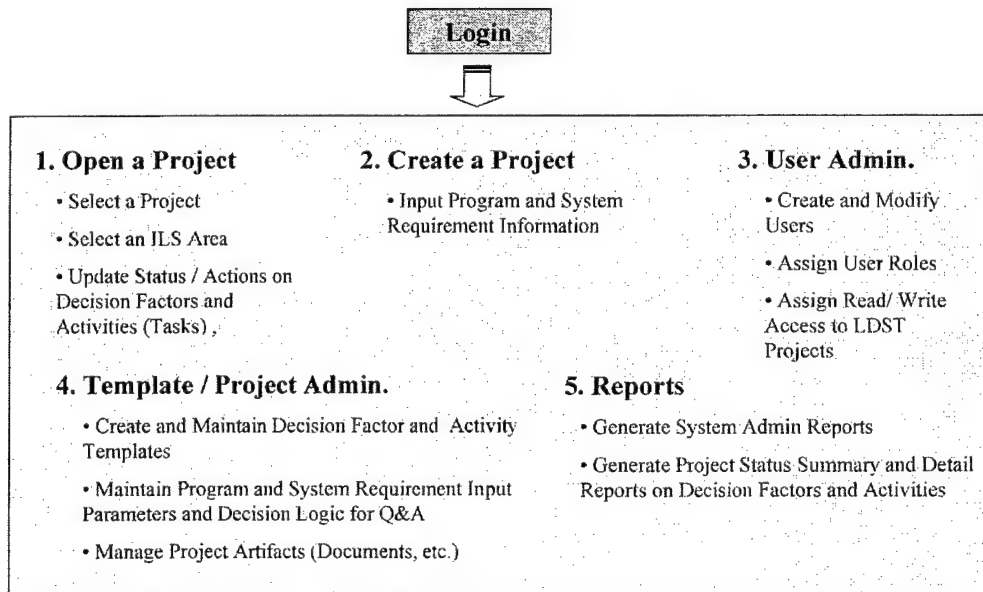 Login
1. Open a Project
• Select a Project
• Select an ILS Area
• Update Status / Actions on
Decision Factors and
Activities (Tasks) ,
2. Create a Project
• Input Program and System
Requirement Information
3. User Admin.
• Create and Modify
Users
• Assign User Roles
• Assign Read/ Write
Access to LDST
Projects
4. Template / Project Admin.
• Create and Maintain Decision Factor and Activity
Templates
• Maintain Program and System Requirement Input
Parameters and Decision Logic for Q&A
• Manage Project Artifacts (Documents, etc.)
5. Reports
• Generate System Admin Reports
• Generate Project Status Summary and Detail
Reports on Decision Factors and Activities